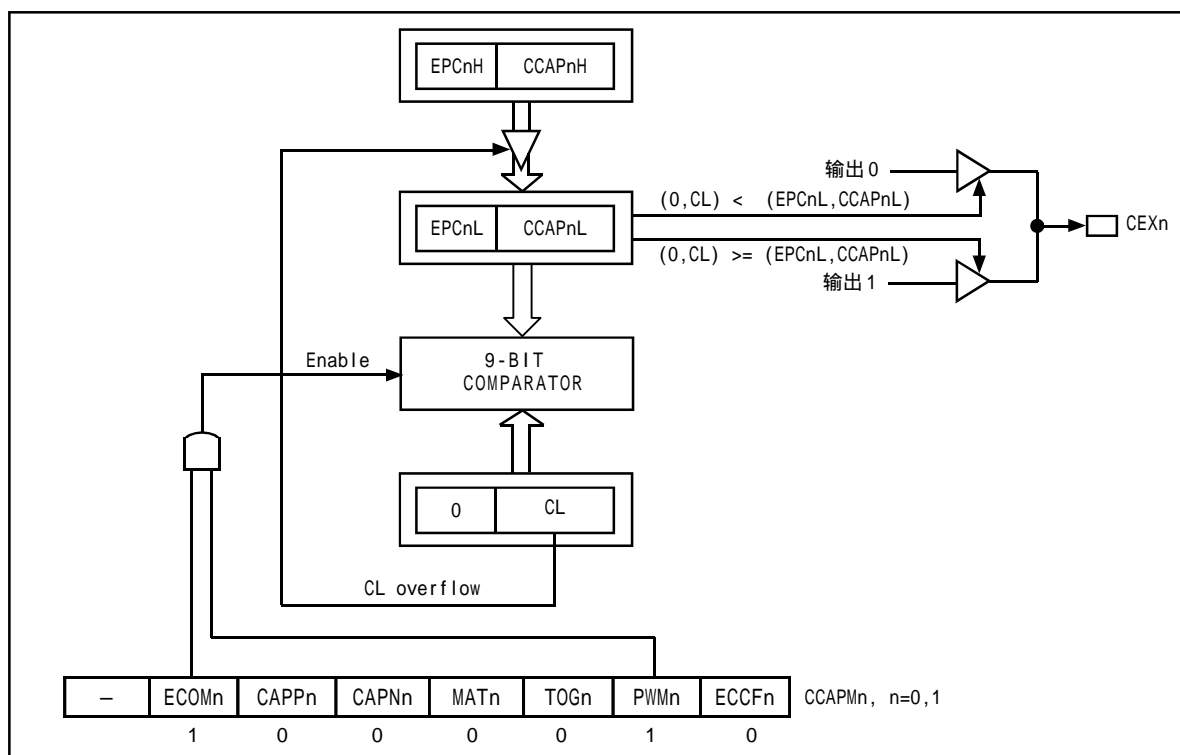 EPCnH CCAPnH
输出0
(0,CL) < (EPCnL,CCAPnL)
EPCnL CCAPnL
CEXn
(0,CL) >= (EPCnL,CCAPnL)
输出1
Enable
9-BIT
COMPARATOR
0 CL
CL overflow
— ECOMn CAPPn CAPNn MATn TOGn PWMn ECCFn CCAPMn, n=0,1
1 0 0 0 0 1 0